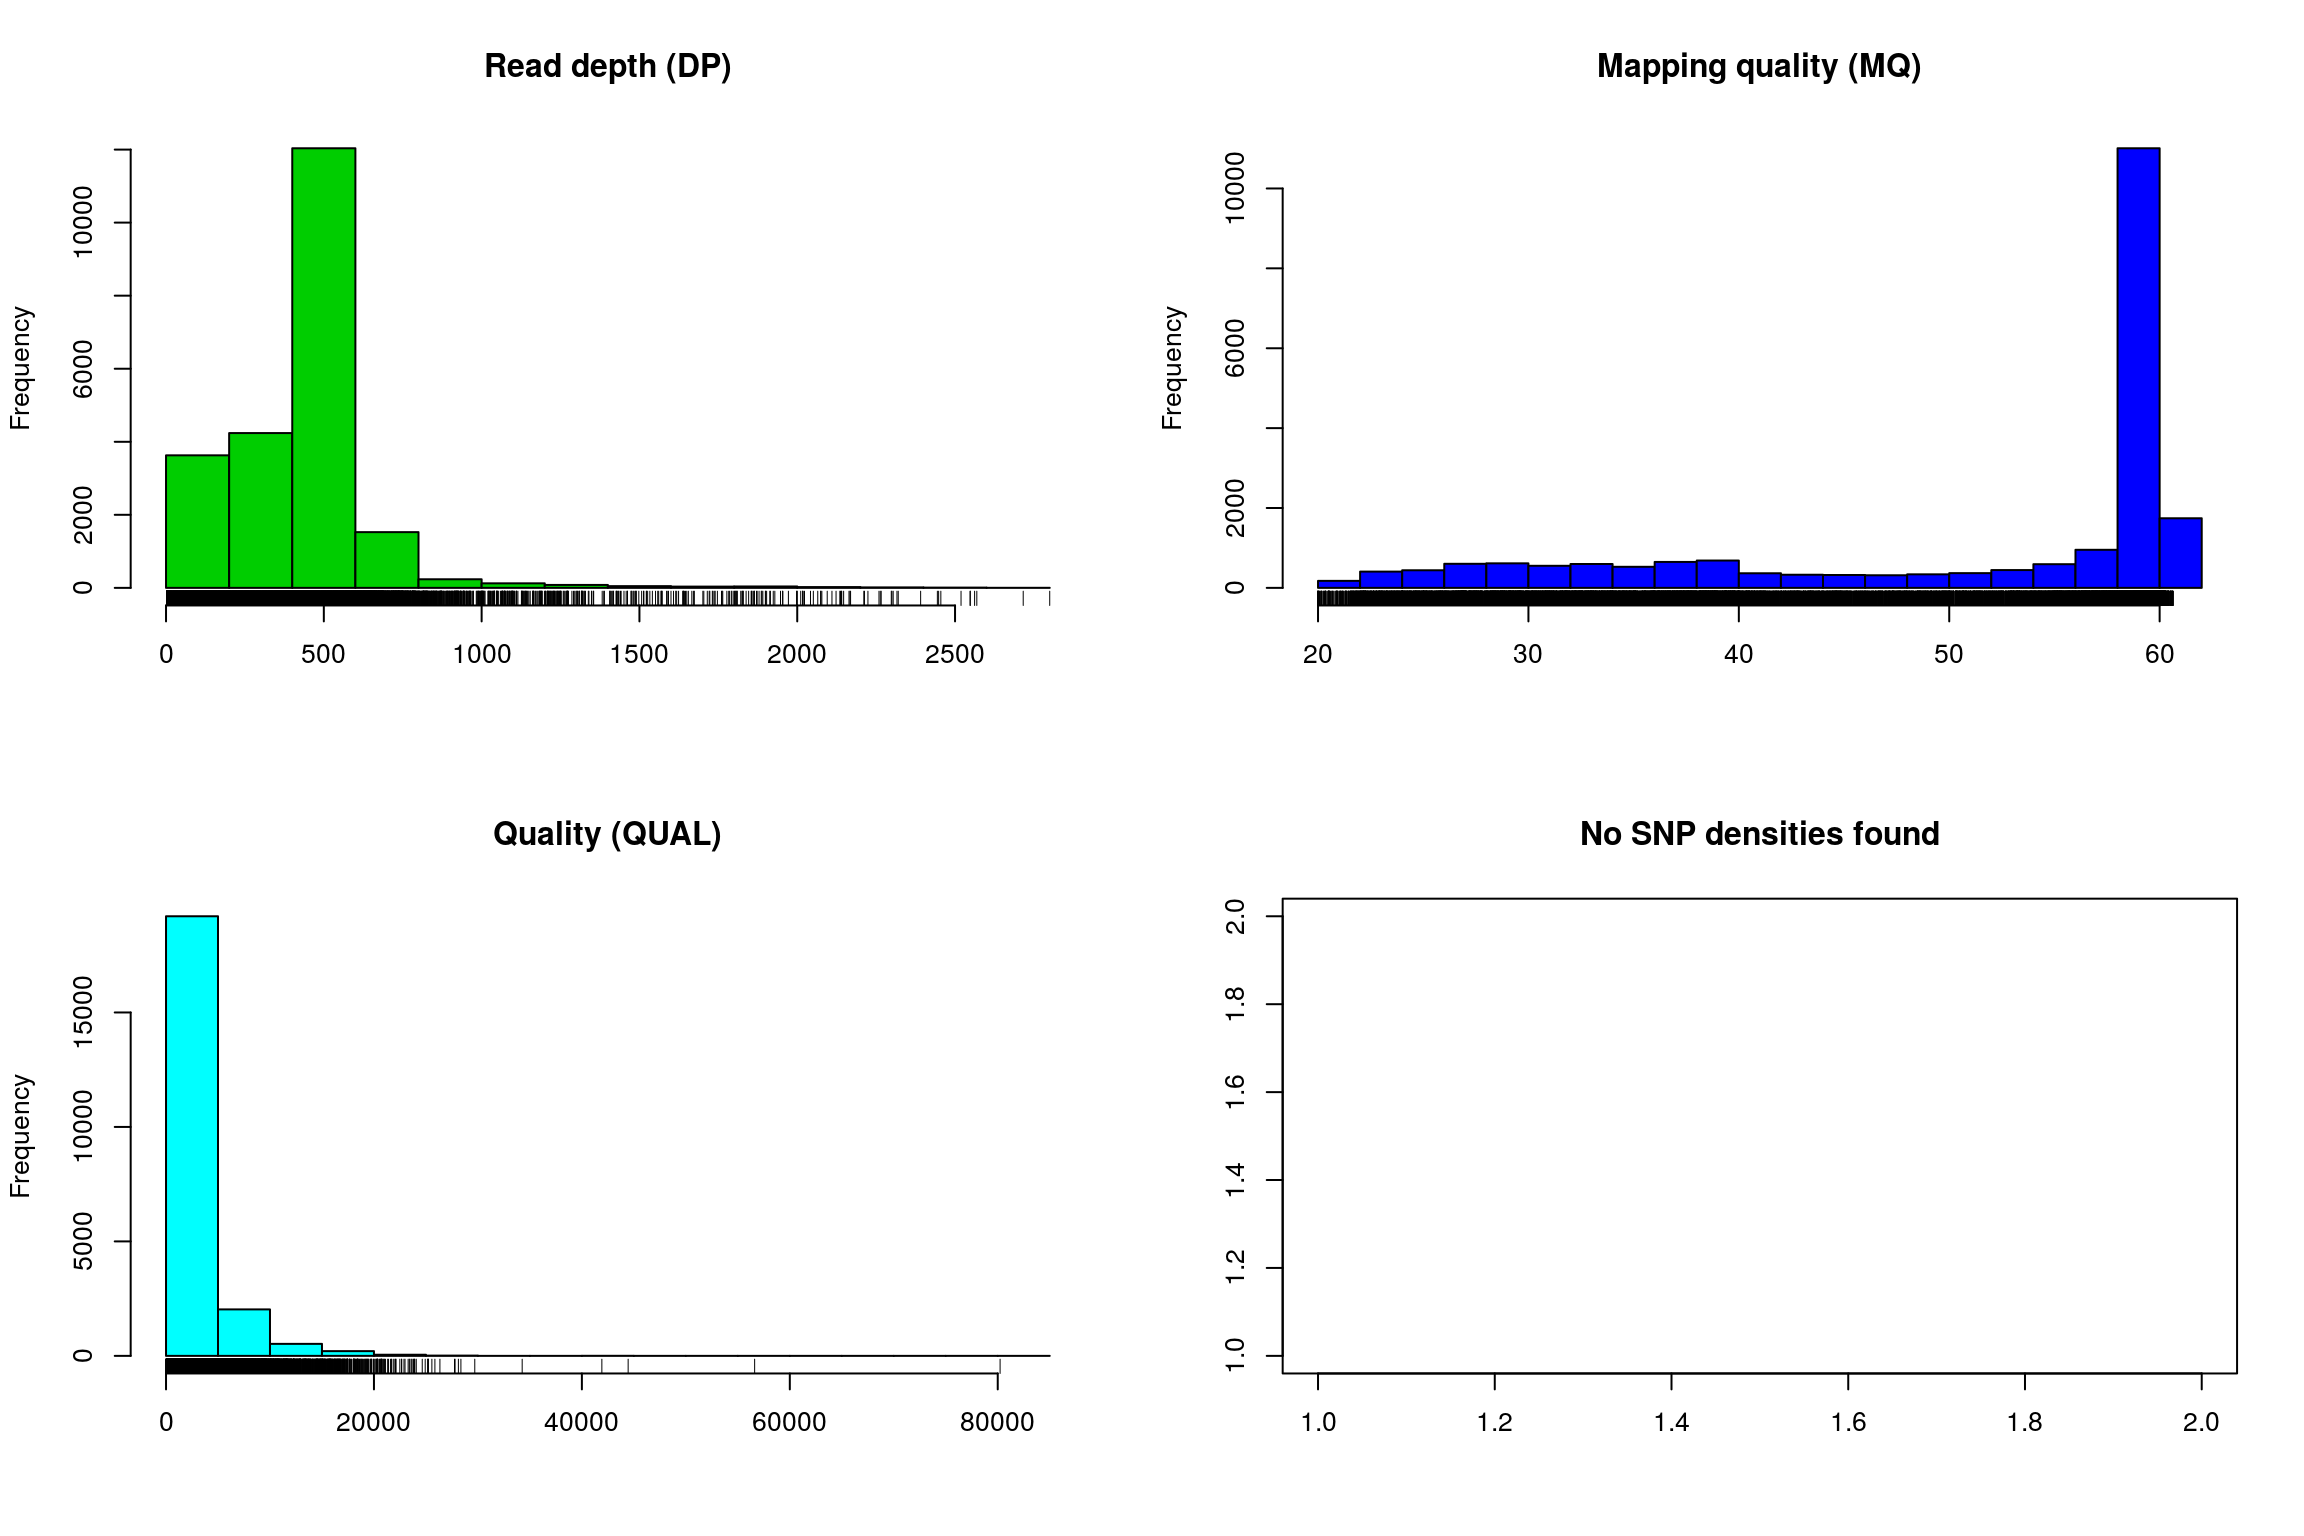 Read depth (DP)
Frequency
0 2000 6000 10000
0 500 1000 1500 2000 2500
Mapping quality (MQ)
Frequency
0 2000 6000 10000
20 30 40 50 60
Quality (QUAL)
Frequency
0 5000 10000 15000
0 20000 40000 60000 80000
No SNP densities found
1.0 1.2 1.4 1.6 1.8 2.0
1.0 1.2 1.4 1.6 1.8 2.0